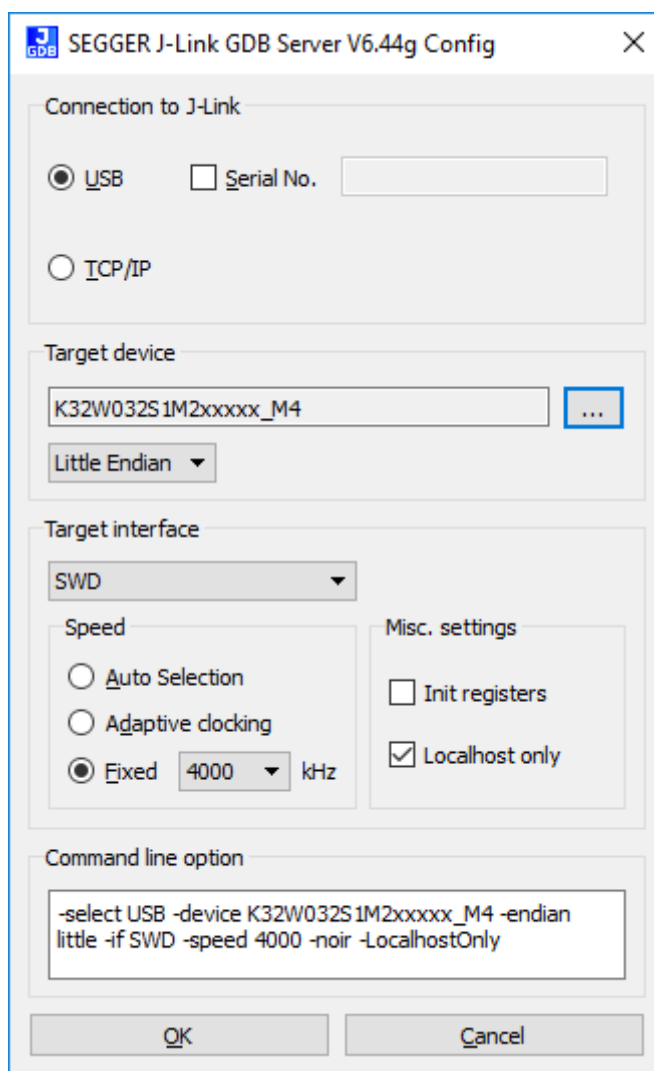 J GDB SEGGER J-Link GDB Server V6.44g Config
Connection to J-Link
USB Serial No.
TCP/IP
Target device
K32W032S1M2xxxxx_M4 ...
Little Endian
Target interface
SWD
Speed
Auto Selection
Adaptive clocking
Fixed 4000 kHz
Misc. settings
Init registers
Localhost only
Command line option
-select USB -device K32W032S1M2xxxxx_M4 -endian
little -if SWD -speed 4000 -noir -LocalhostOnly
OK Cancel